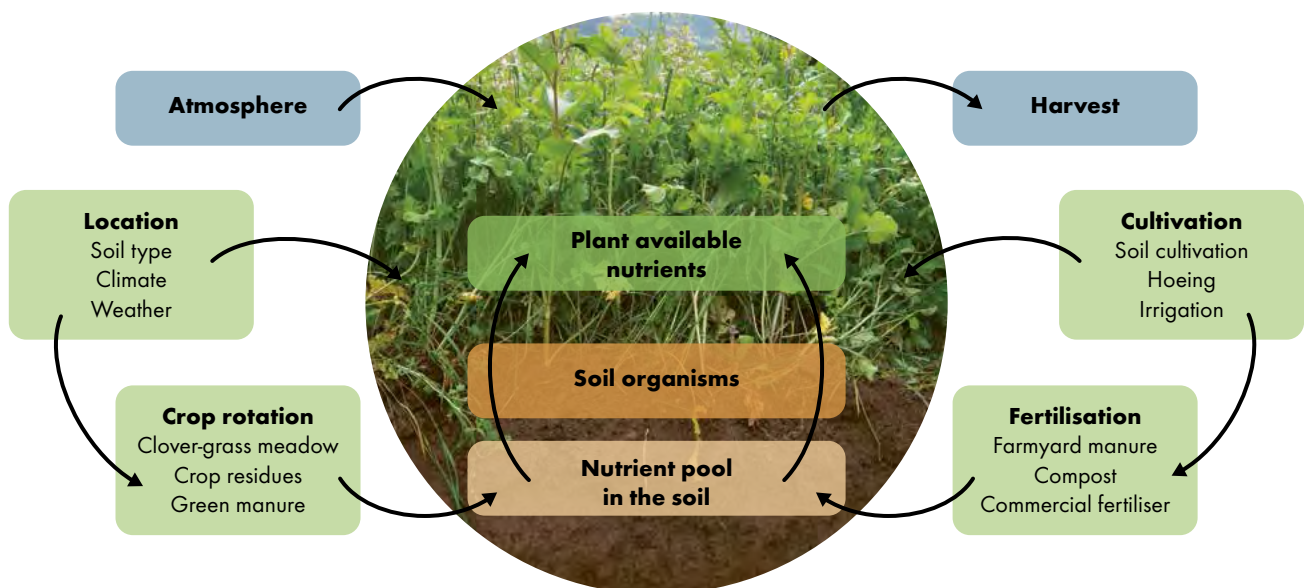 Atmosphere
Harvest
Location
Soil type
Climate
Weather
Cultivation
Soil cultivation
Hoeing
Irrigation
Plant available
nutrients
Soil organisms
Crop rotation
Clover-grass meadow
Crop residues
Green manure
Nutrient pool
in the soil
Fertilisation
Farmyard manure
Compost
Commercial fertiliser